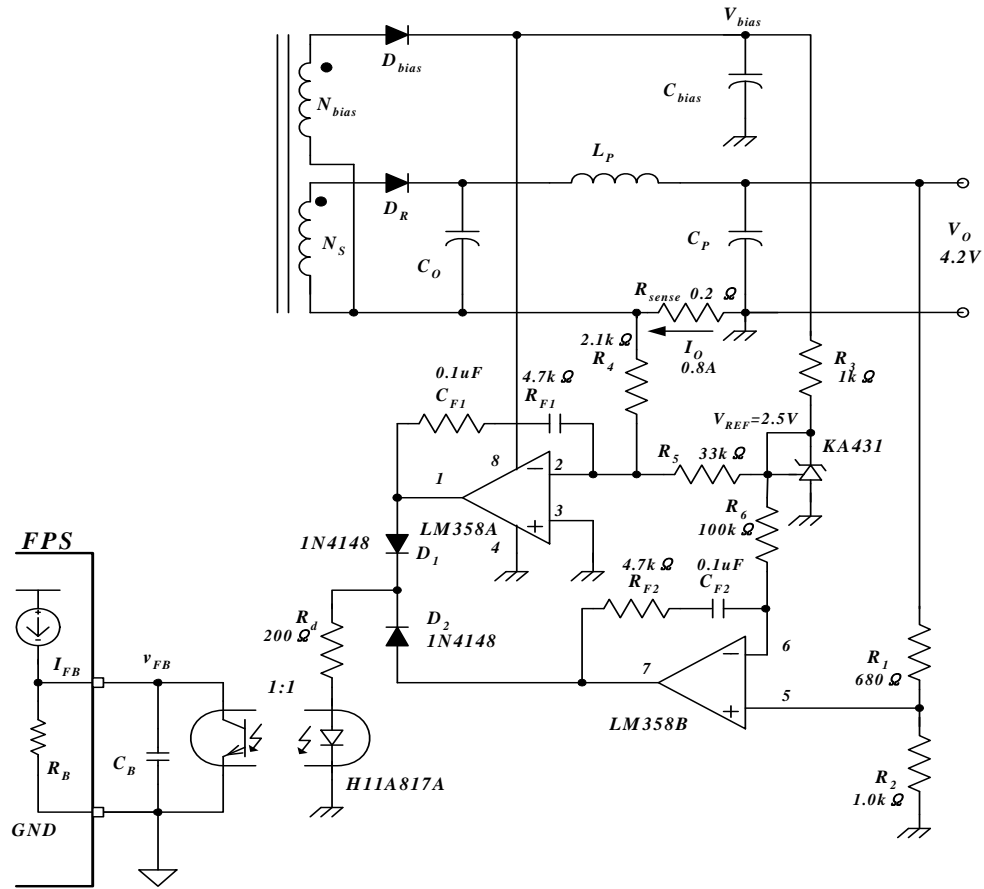 V_bias
D_bias
N_bias
C_bias
L_P
D_R
N_S
C_O
C_P
V_O
4.2V
R_sense 0.2 Ω
I_O
0.8A
2.1k Ω
R_4
R_3
1k Ω
0.1uF
C_F1
4.7k Ω
R_F1
V_REF=2.5V
KA431
R_5
33k Ω
8
2
1
3
4
LM358A
R_6
100k Ω
1N4148
D_1
FPS
4.7k Ω
R_F2
0.1uF
C_F2
D_2
1N4148
R_d
200 Ω
6
7
5
R_1
680 Ω
I_FB
v_FB
1:1
LM358B
R_B
C_B
H11A817A
R_2
1.0k Ω
GND